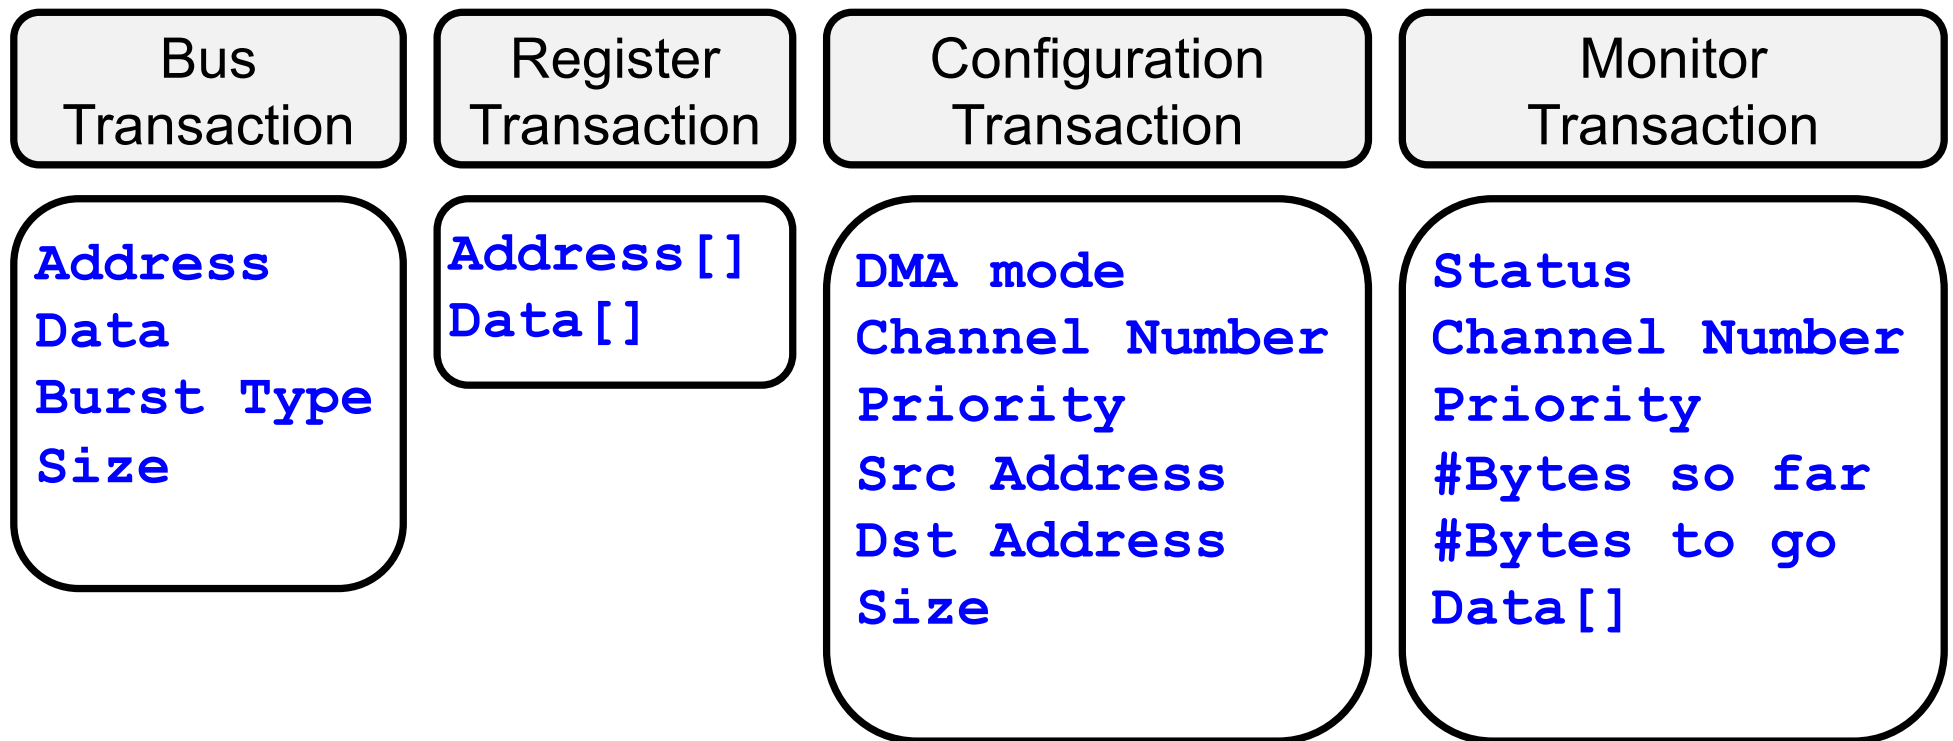 Bus
Transaction
Register
Transaction
Configuration
Transaction
Monitor
Transaction
Address
Data
Burst Type
Size
Address[]
Data[]
DMA mode
Channel Number
Priority
Src Address
Dst Address
Size
Status
Channel Number
Priority
#Bytes so far
#Bytes to go
Data[]